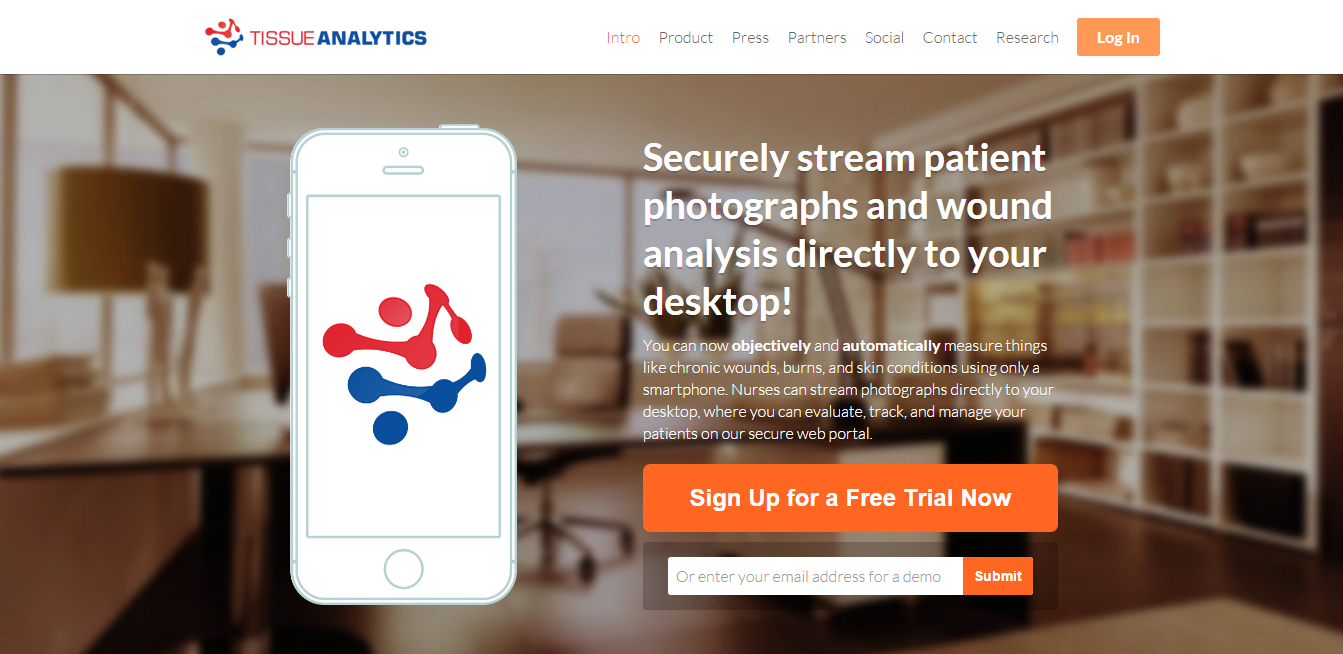 TISSUE ANALYTICS
Intro Product Press Partners Social Contact Research Log In
Securely stream patient
photographs and wound
analysis directly to your
desktop!
You can now objectively and automatically measure things
like chronic wounds, burns, and skin conditions using only a
smartphone. Nurses can stream photographs directly to your
desktop, where you can evaluate, track, and manage your
patients on our secure web portal.
Sign Up for a Free Trial Now
Or enter your email address for a demo Submit